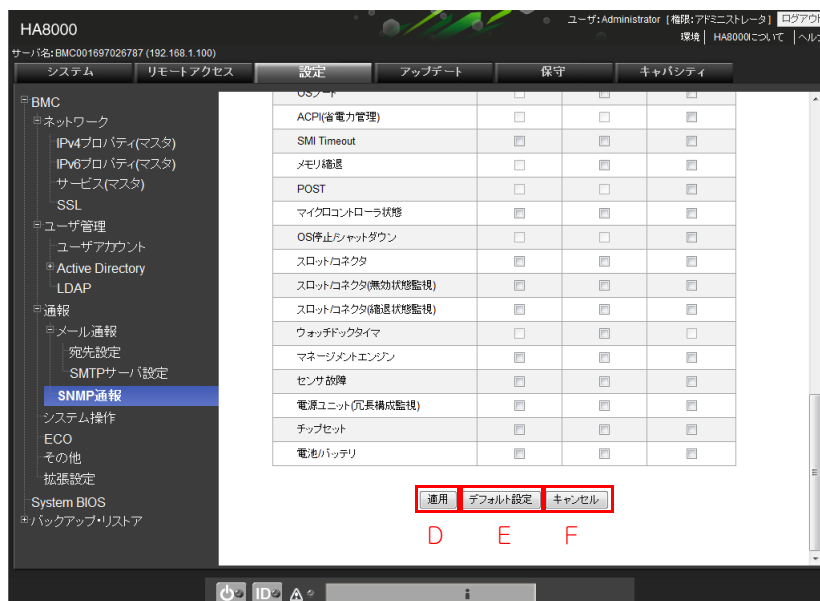 HA8000
ユーザ:Administrator [権限:アドミニストレータ]
サーバ名:BMC001697026787 (192.168.1.100)
環境 | HA8000について |
システム リモートアクセス 設定 アップデート 保守 キャパシティ
BMC
ネットワーク
IPv4プロパティ(マスタ)
IPv6プロパティ(マスタ)
サービス(マスタ)
SSL
ユーザ管理
ユーザアカウント
Active Directory
LDAP
通報
メール通報
宛先設定
SMTPサーバ設定
SNMP通報
システム操作
ECO
その他
拡張設定
System BIOS
バックアップ・リストア
ACPI(省電力管理)
SMI Timeout
メモリ縮退
POST
マイクロコントローラ状態
OS停止/シャットダウン
スロット/コネクタ
スロット/コネクタ(無効状態監視)
スロット/コネクタ(縮退状態監視)
ウォッチドックタイマ
マネージメントエンジン
センサ故障
電源ユニット(冗長構成監視)
チップセット
電池/バッテリ
適用 デフォルト設定 キャンセル
D E F
ID i